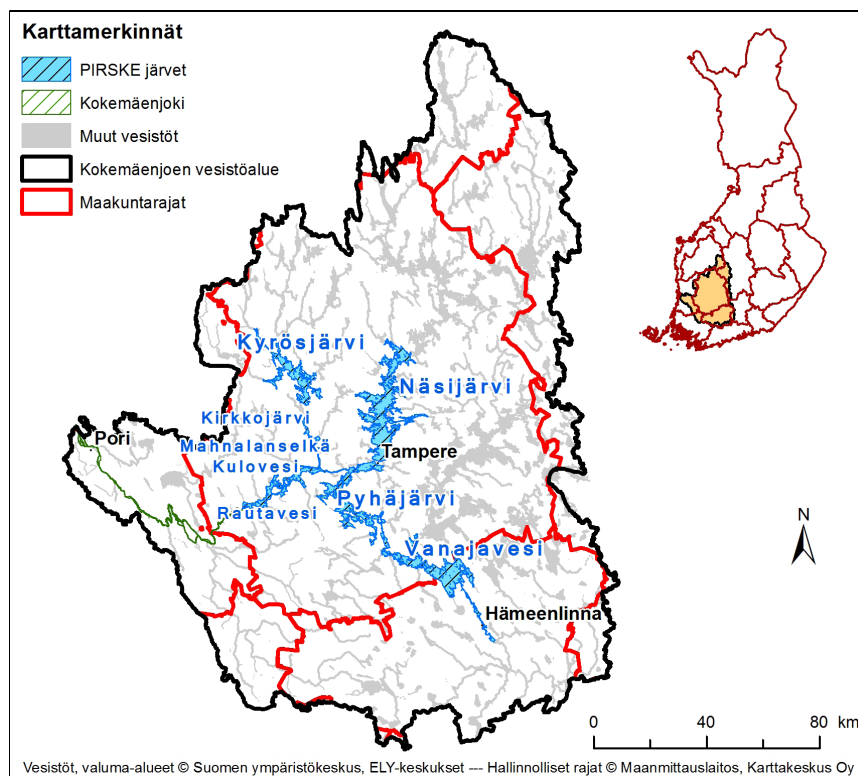 Karttamerkinnät
PIRSKE järvet
Kokemäenjoki
Muut vesistöt
Kokemäenjoen vesistöalue
Maakuntarajat
Kyrösjärvi
Näsijärvi
Kirkkojärvi
Pori
Mahnalanselkä
Tampere
Kulovesi
Pyhäjärvi
Rautavesi
N
Vanajavesi
Hämeenlinna
0 40 80 km
Vesistöt, valuma-alueet © Suomen ympäristökeskus, ELY-keskukset --- Hallinnolliset rajat © Maanmittauslaitos, Karttakeskus Oy